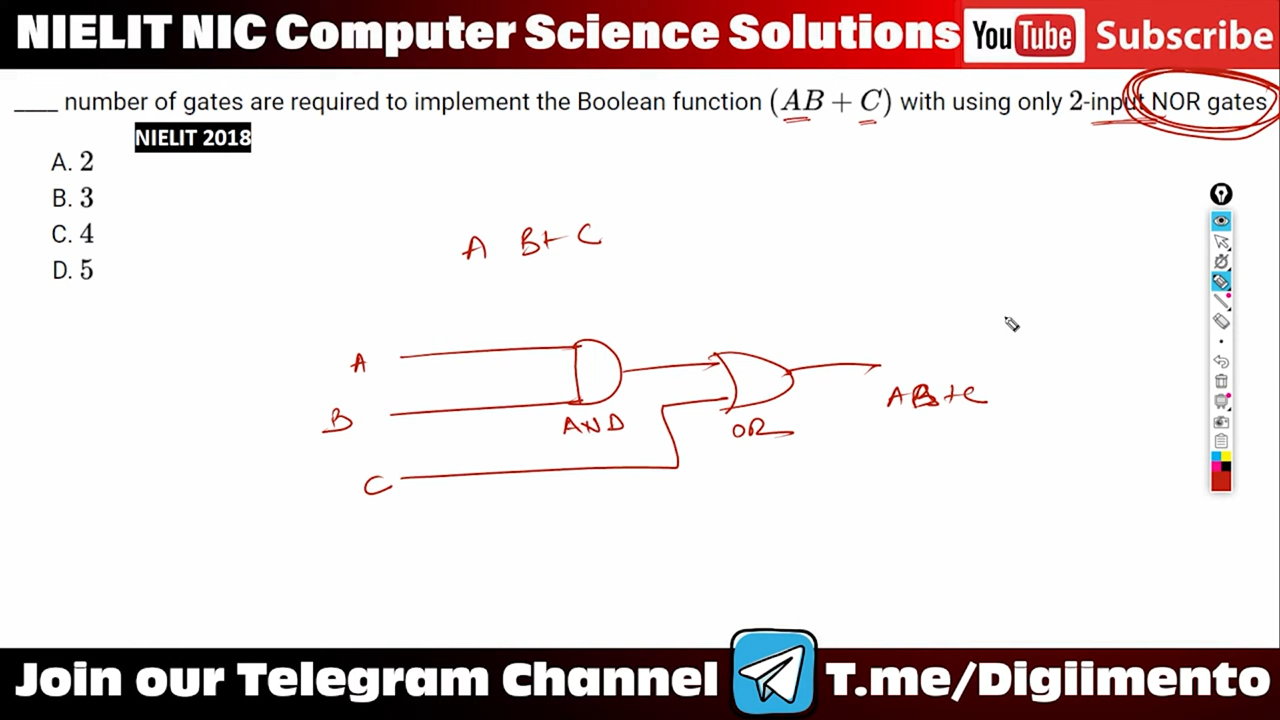 NIELIT NIC Computer Science Solutions YouTube Subscribe
____ number of gates are required to implement the Boolean function (AB + C) with using only 2-input NOR gates
NIELIT 2018
A. 2
B. 3
C. 4
D. 5
A B+ C
A
B
AND
OR
AB+C
C
Join our Telegram Channel T.me/Digiimento